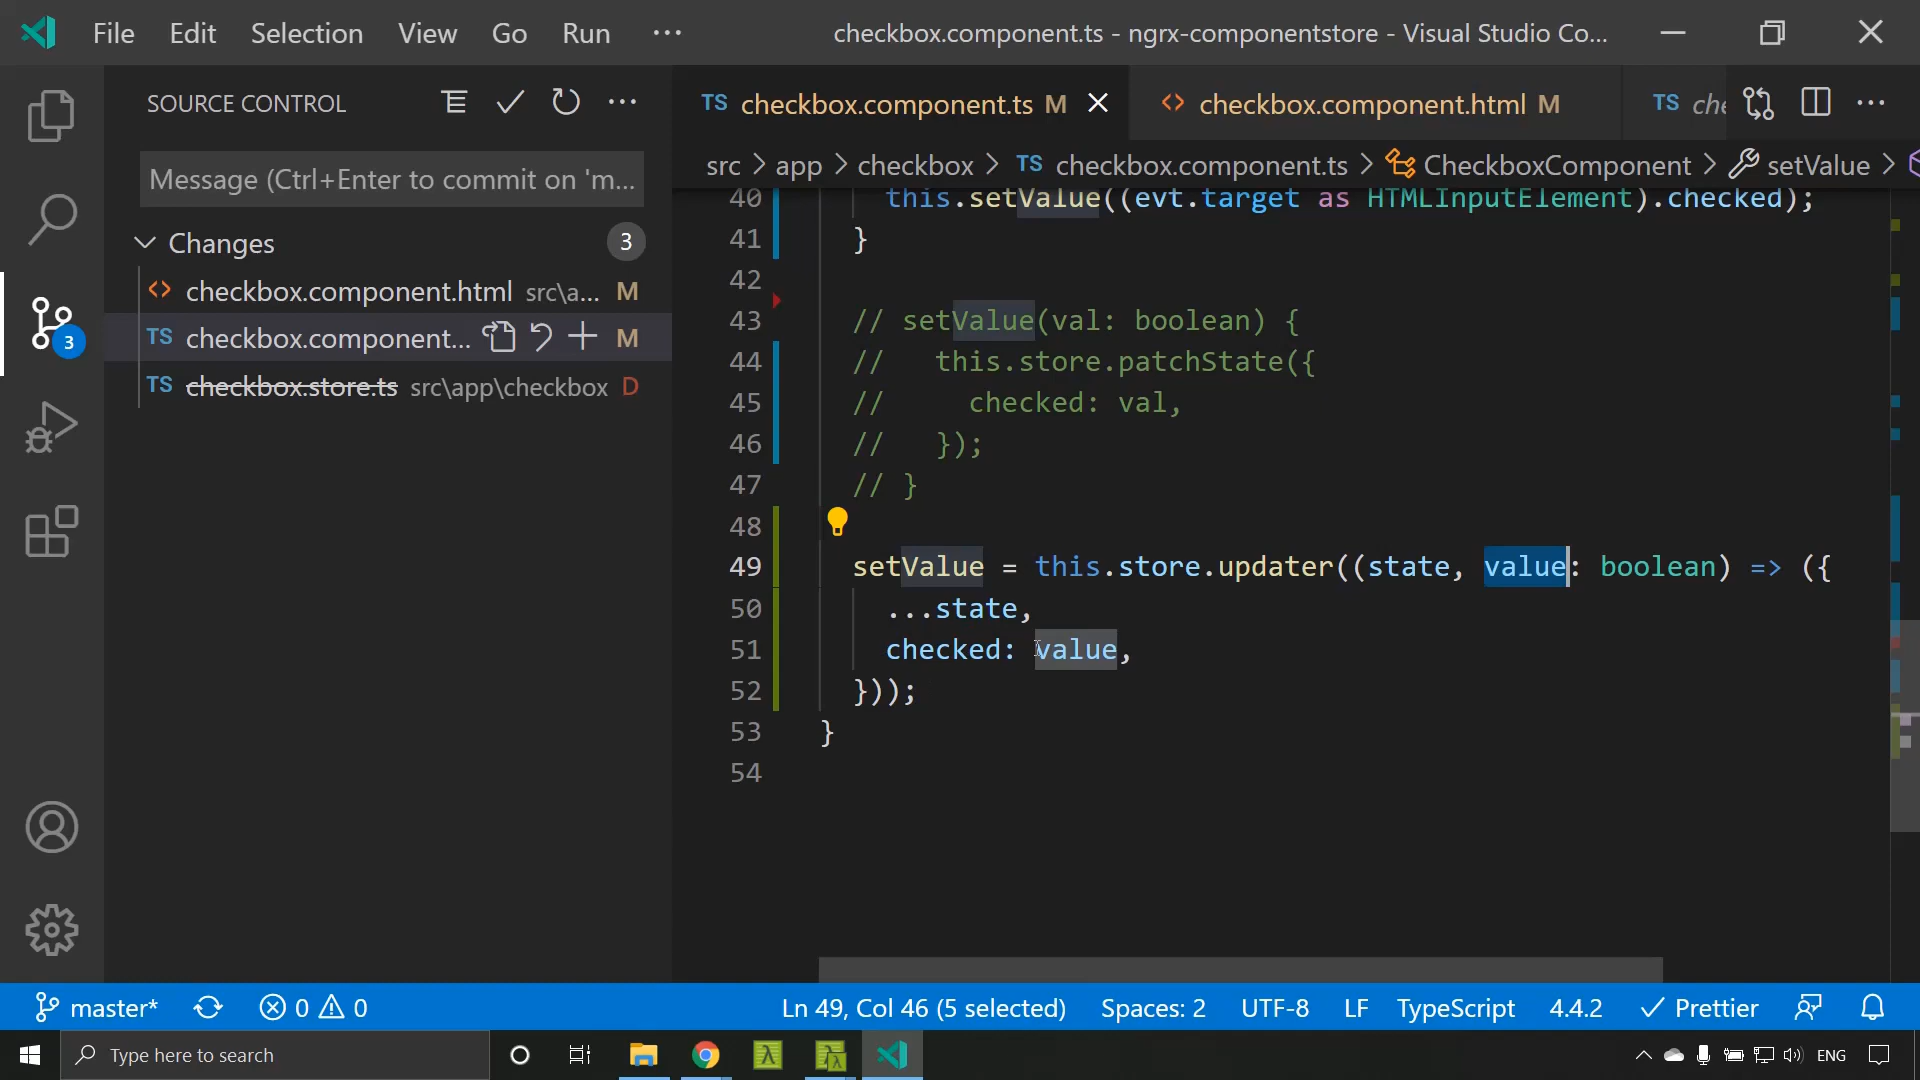 File Edit Selection View Go Run ···
checkbox.component.ts - ngrx-componentstore - Visual Studio Co...
SOURCE CONTROL
TS checkbox.component.ts M
<> checkbox.component.html M
TS che
src > app > checkbox > TS checkbox.component.ts > CheckboxComponent > setValue >
Message (Ctrl+Enter to commit on 'm...
Changes 3
<> checkbox.component.html src\a... M
TS checkbox.component... M
TS checkbox.store.ts src\app\checkbox D
3
40 this.setValue((evt.target as HTMLInputElement).checked);
41 }
42
43 // setValue(val: boolean) {
44 //   this.store.patchState({
45 //     checked: val,
46 //   });
47 // }
48
49 setValue = this.store.updater((state, value: boolean) => ({
50 ...state,
51 checked: value,
52 }));
53 }
54
master* 0 0
Ln 49, Col 46 (5 selected) Spaces: 2 UTF-8 LF TypeScript 4.4.2 Prettier
Type here to search
ENG